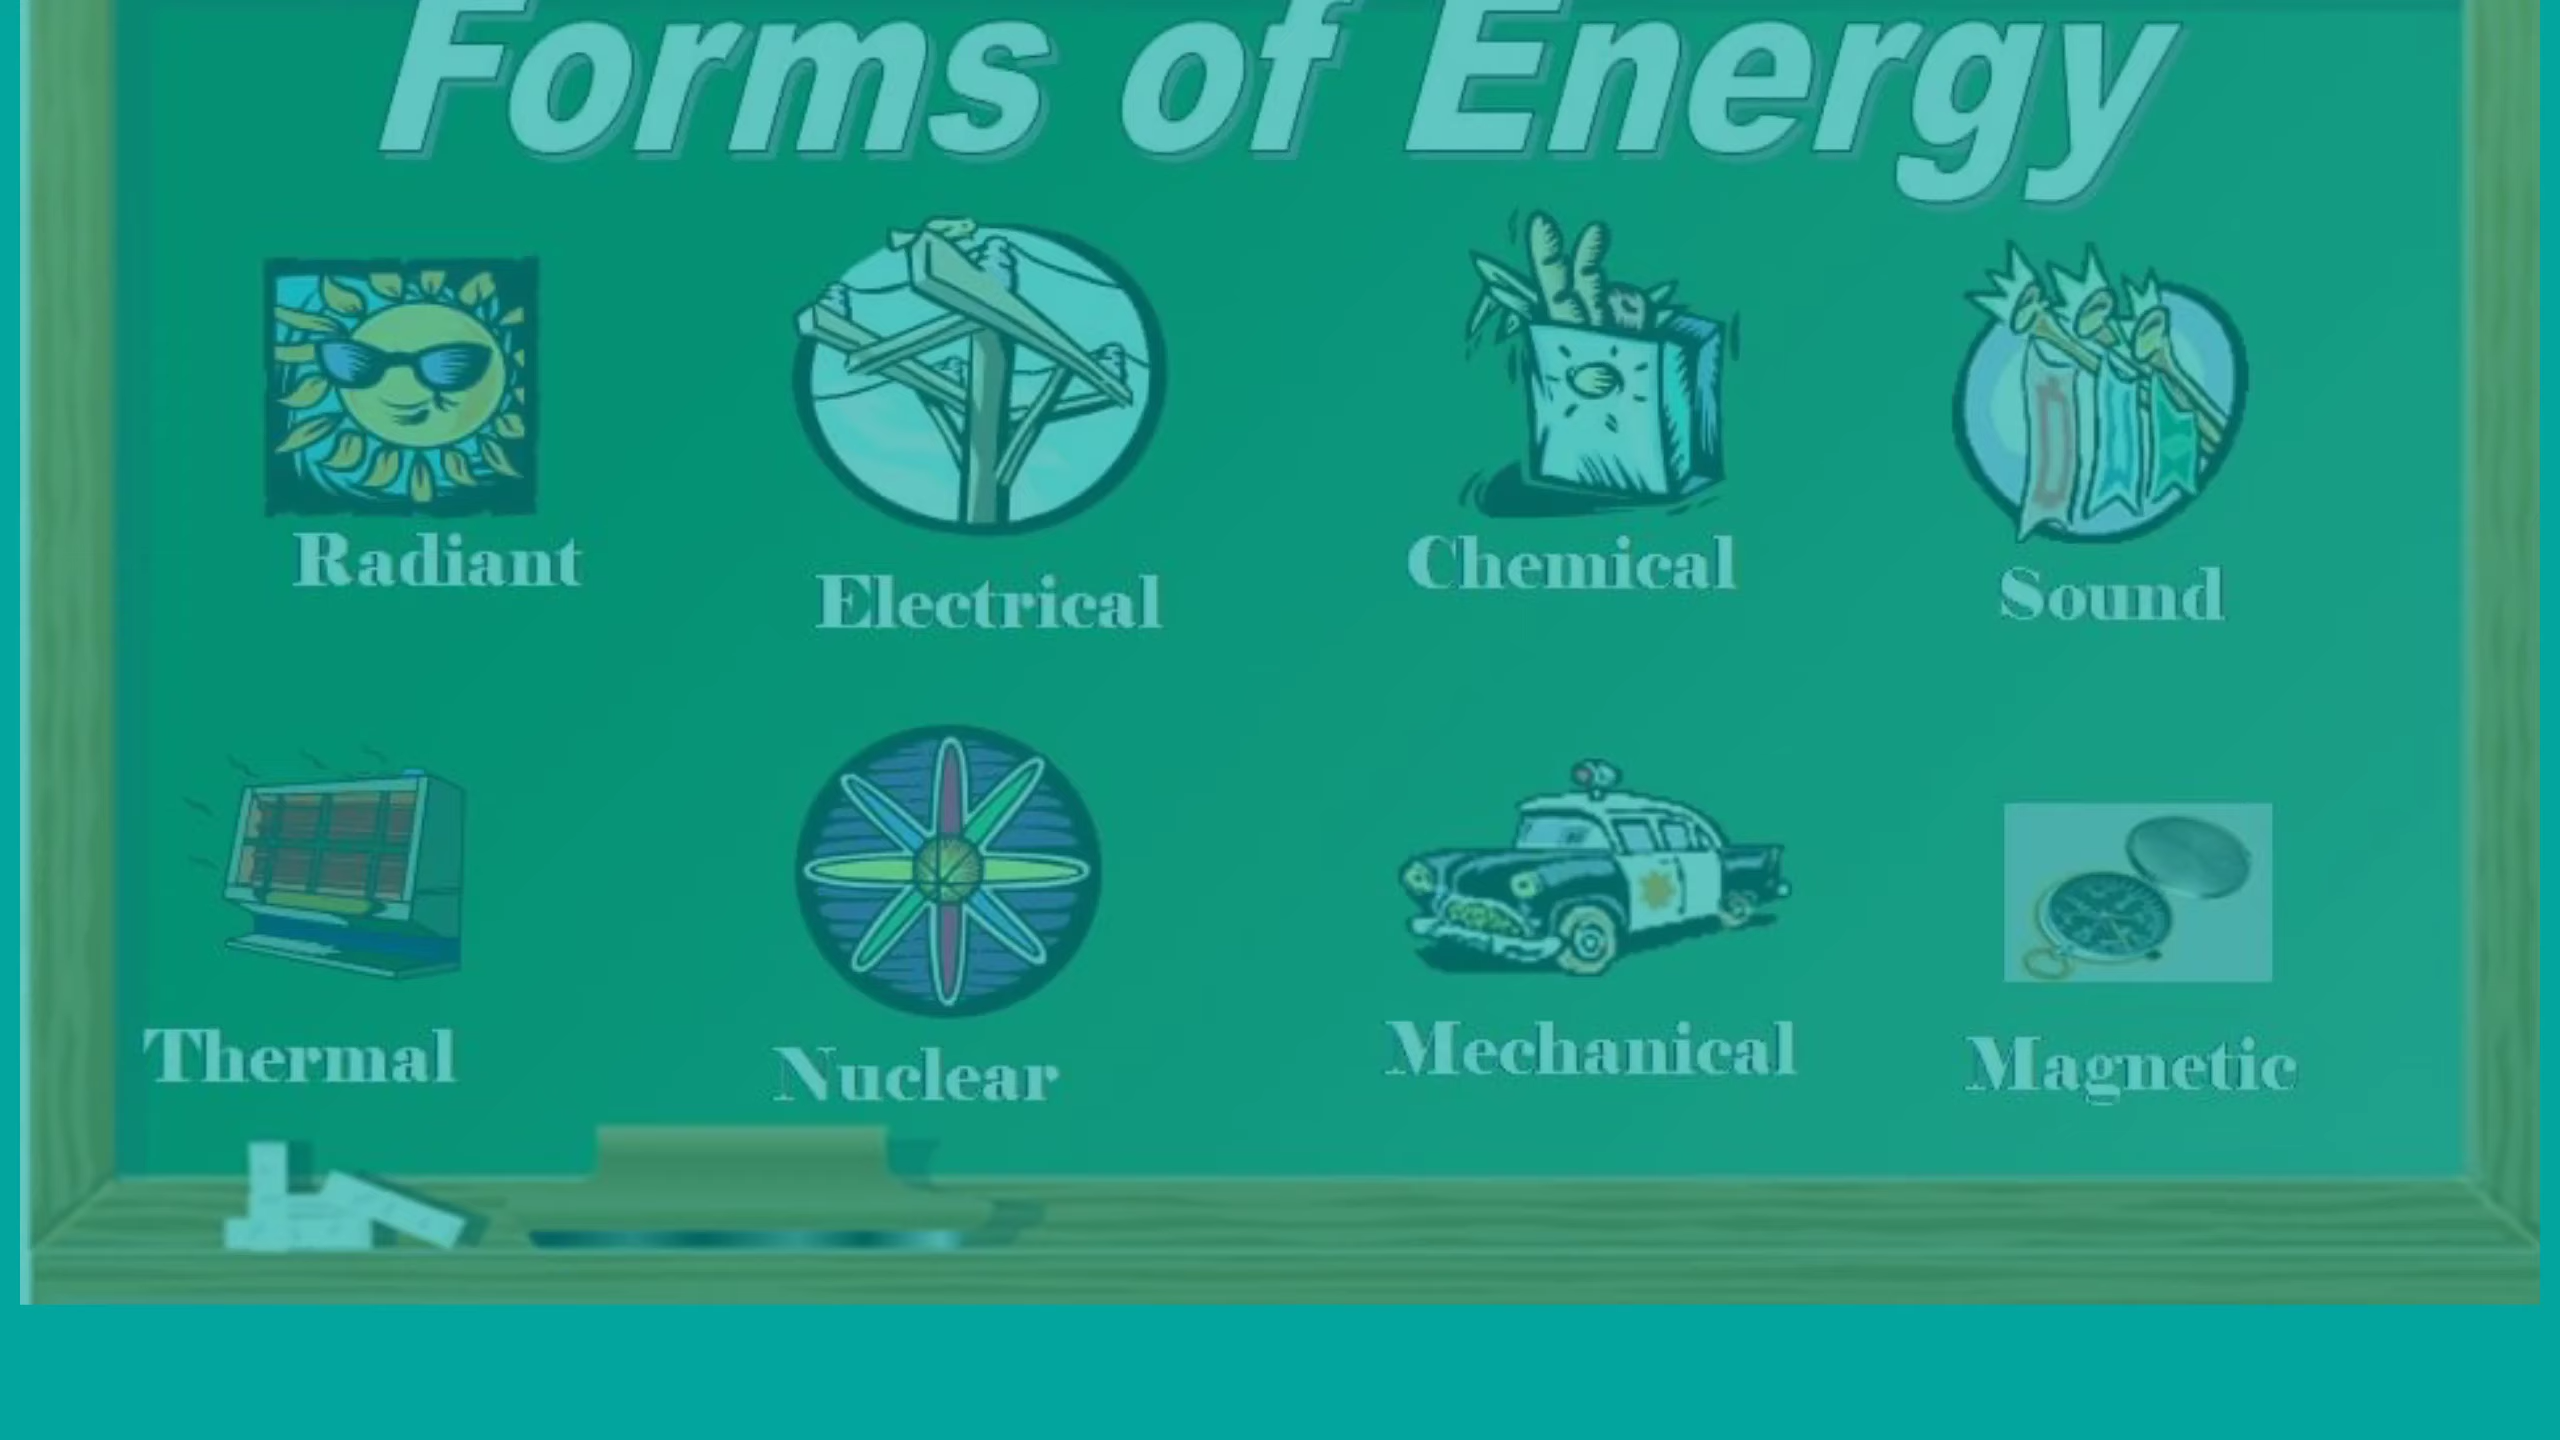 Forms of Energy
Radiant
Electrical
Chemical
Sound
Thermal
Nuclear
Mechanical
Magnetic